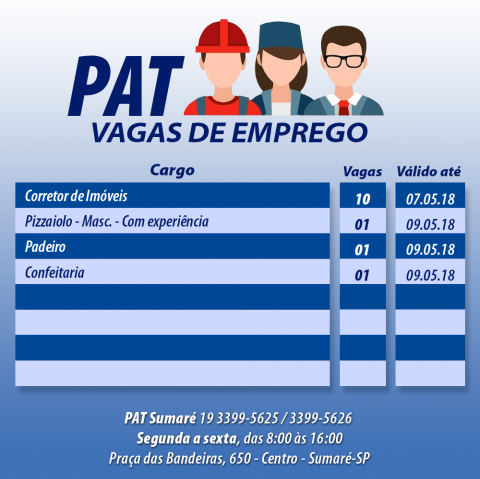 PAT
VAGAS DE EMPREGO
Cargo Vagas Válido até
Corretor de Imóveis 10 07.05.18
Pizzaiolo - Masc. - Com experiência 01 09.05.18
Padeiro 01 09.05.18
Confeitaria 01 09.05.18
PAT Sumaré 19 3399-5625 / 3399-5626
Segunda a sexta, das 8:00 às 16:00
Praça das Bandeiras, 650 - Centro - Sumaré-SP